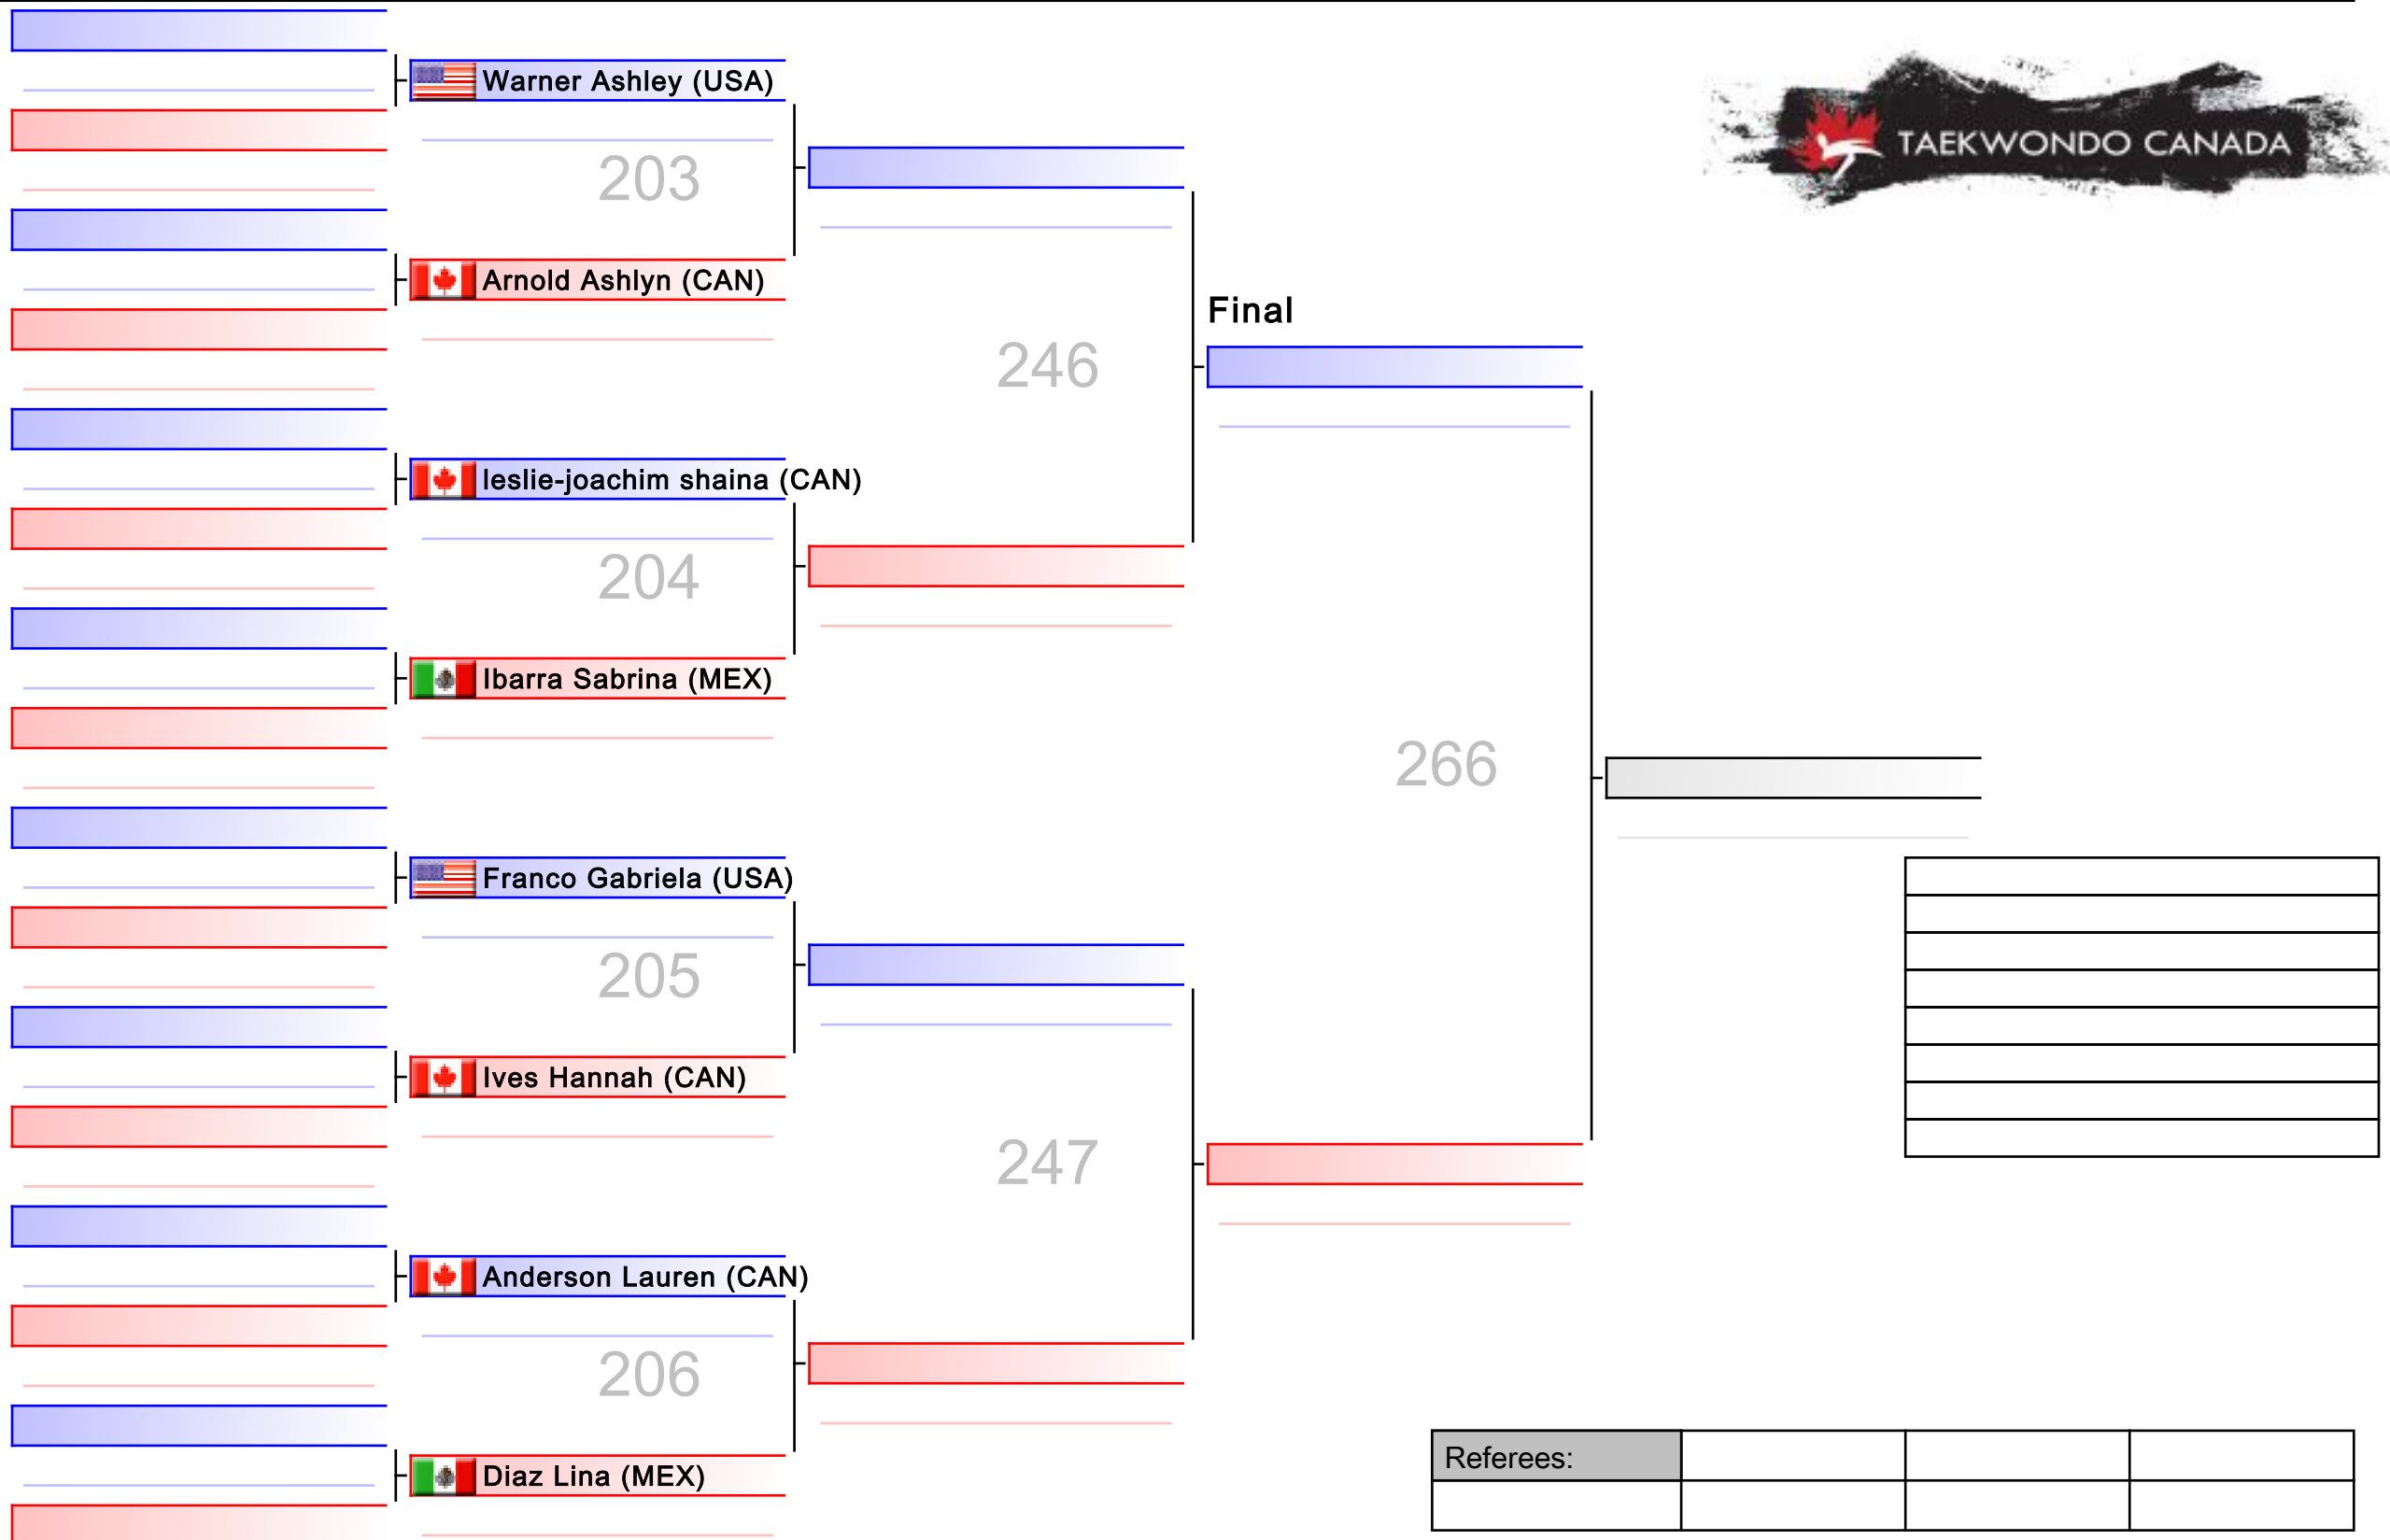 Warner Ashley (USA)
TAEKWONDO CANADA
203
Arnold Ashlyn (CAN)
Final
246
leslie-joachim shaina (CAN)
204
Ibarra Sabrina (MEX)
266
Franco Gabriela (USA)
205
Ives Hannah (CAN)
247
Anderson Lauren (CAN)
206
Referees:
Diaz Lina (MEX)